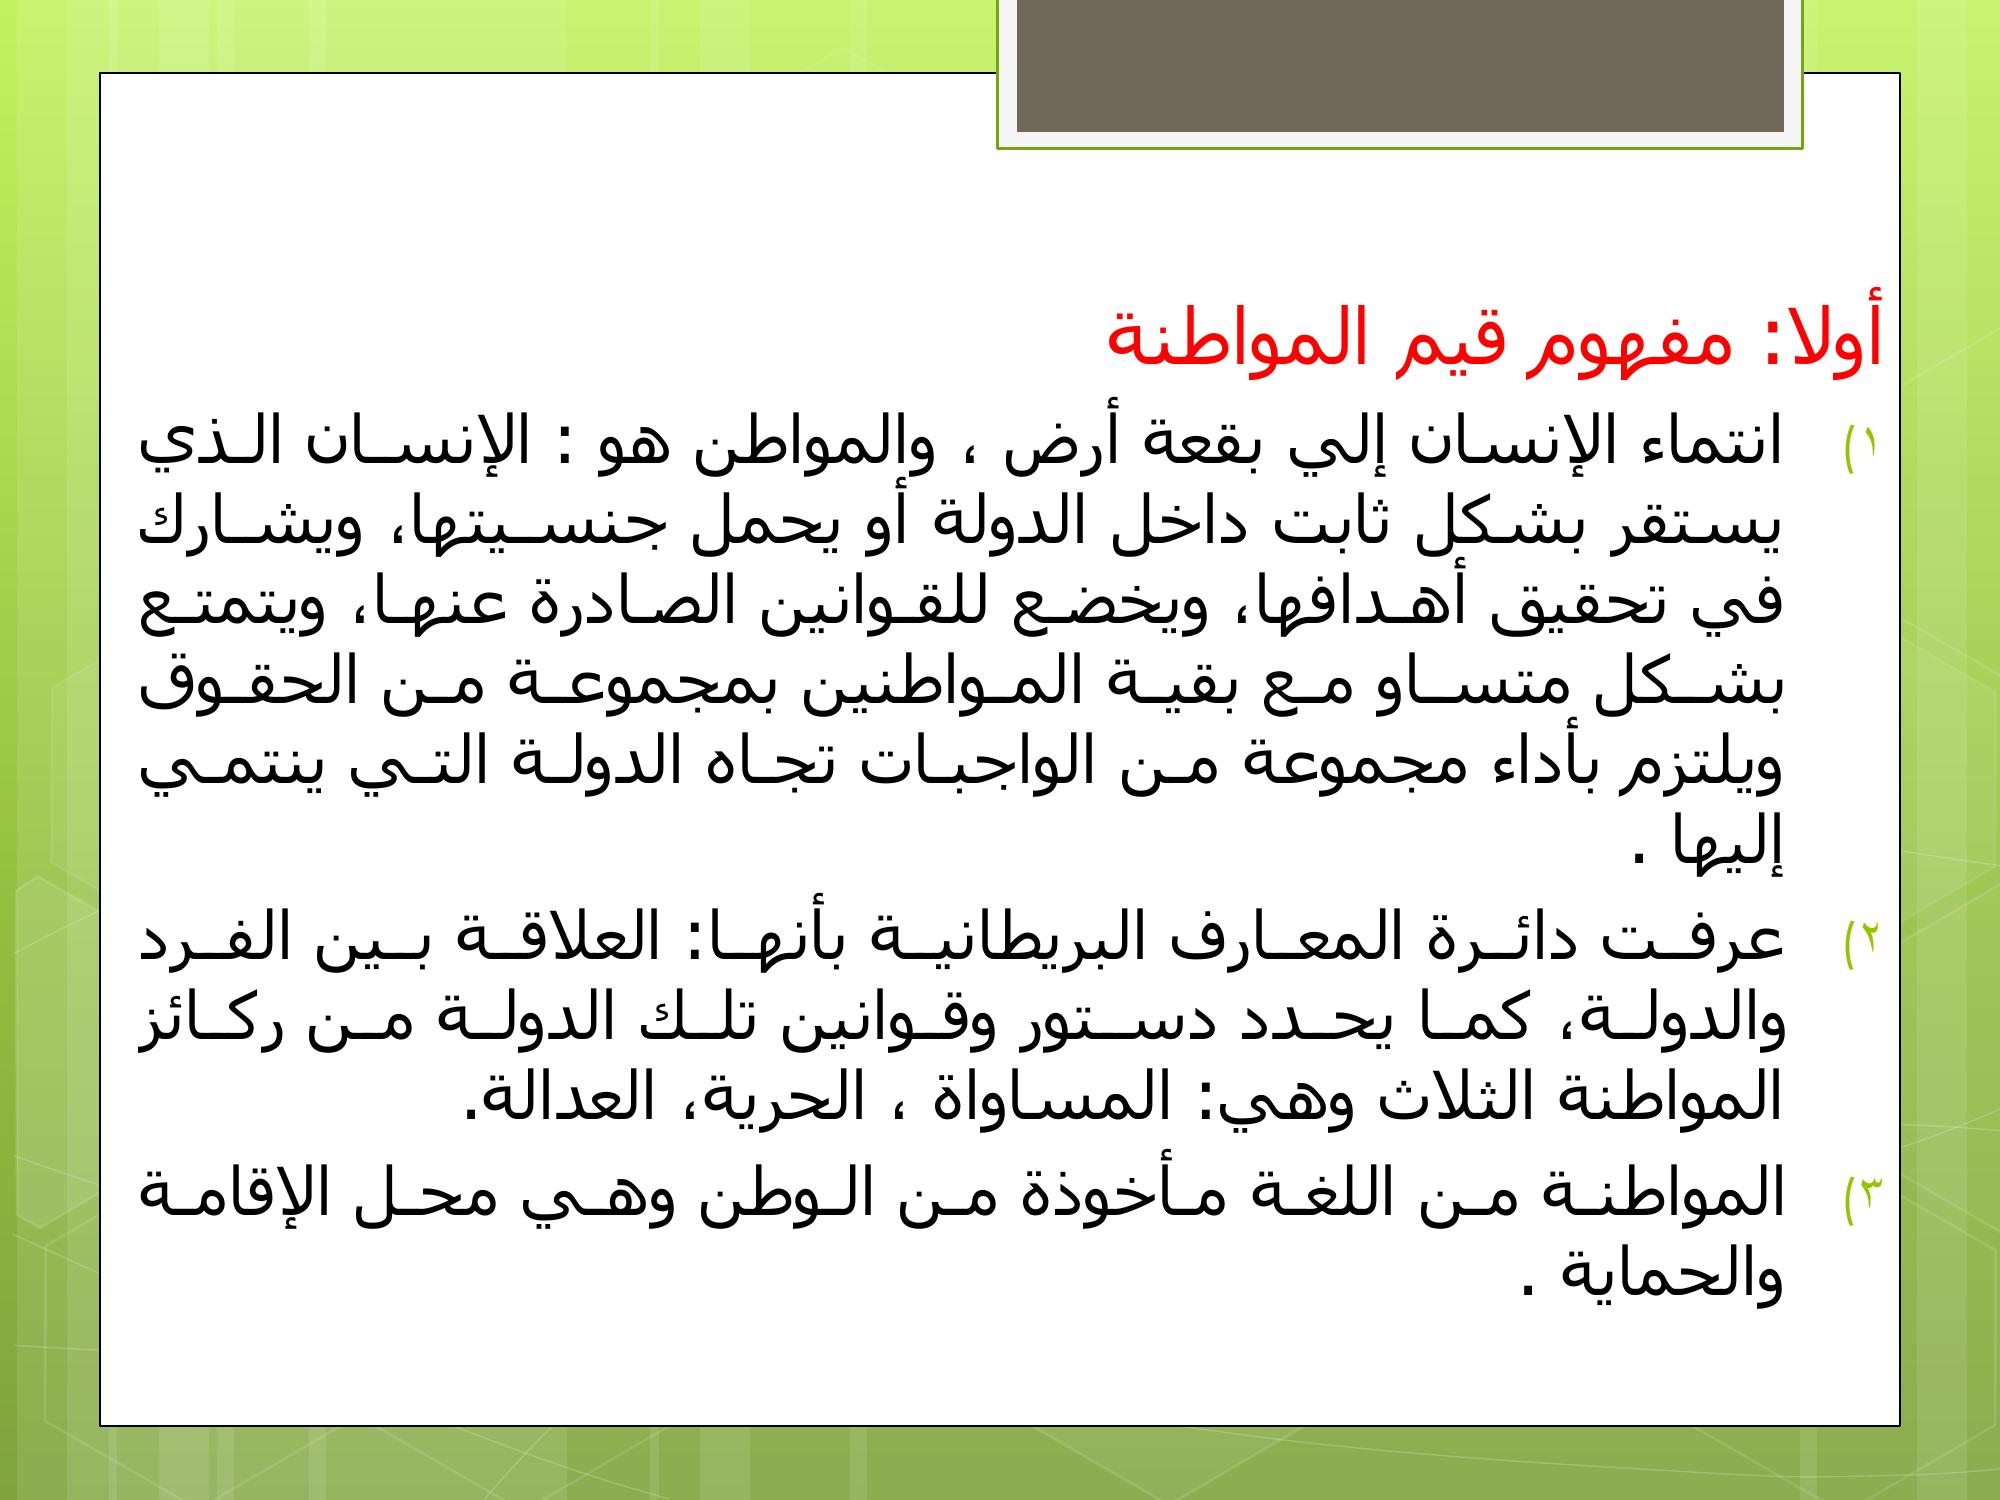 أولا: مفهوم قيم المواطنة
١) انتماء الإنسان إلي بقعة أرض ، والمواطن هو : الإنسان الذي
يستقر بشكل ثابت داخل الدولة أو يحمل جنسيتها، ويشارك
في تحقيق أهدافها، ويخضع للقوانين الصادرة عنها، ويتمتع
بشكل متساو مع بقية المواطنين بمجموعة من الحقوق
ويلتزم بأداء مجموعة من الواجبات تجاه الدولة التي ينتمي
إليها .
٢) عرفت دائرة المعارف البريطانية بأنها: العلاقة بين الفرد
والدولة، كما يحدد دستور وقوانين تلك الدولة من ركائز
المواطنة الثلاث وهي: المساواة ، الحرية، العدالة.
٣) المواطنة من اللغة مأخوذة من الوطن وهي محل الإقامة
والحماية .